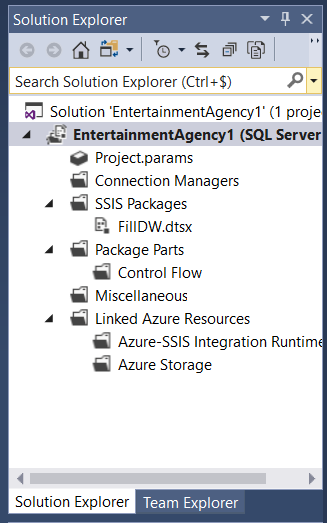 Solution Explorer
Search Solution Explorer (Ctrl+$)
Solution 'EntertainmentAgency1' (1 proje
EntertainmentAgency1 (SQL Server
Project.params
Connection Managers
SSIS Packages
FillDW.dtsx
Package Parts
Control Flow
Miscellaneous
Linked Azure Resources
Azure-SSIS Integration Runtime
Azure Storage
Solution Explorer Team Explorer